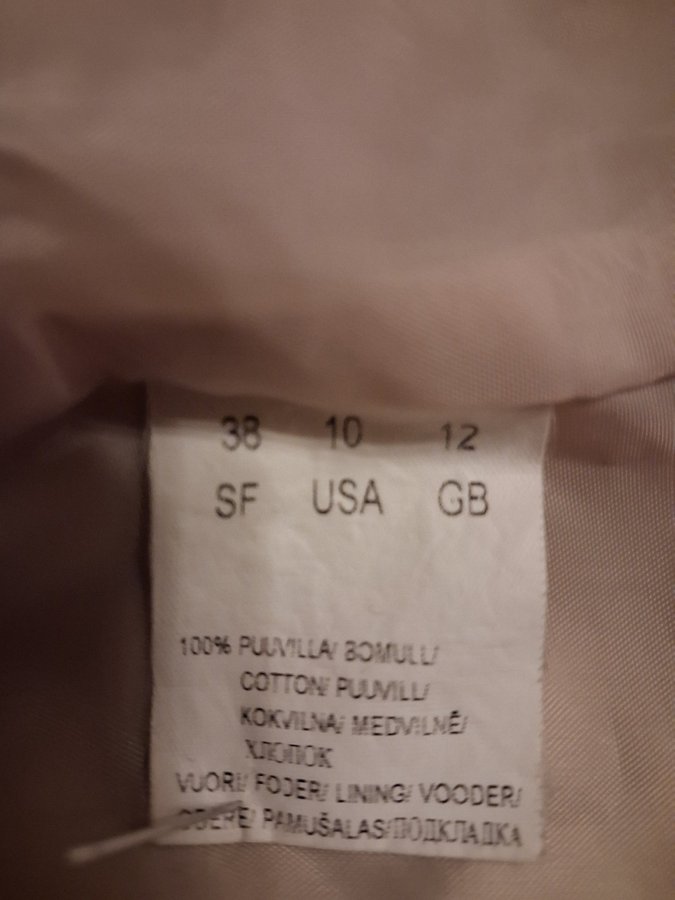 38 10 12
SF USA GB
100% PUUVILLA/ BOMULL/
COTTON/ PUUVILL/
KOKVILNA/ MEDVILNĖ/
ХЛОПОК
VUORI/ FODER/ LINING/ VOODER/
ODERE/ PAMUŠALAS/ПОДКЛАДКА